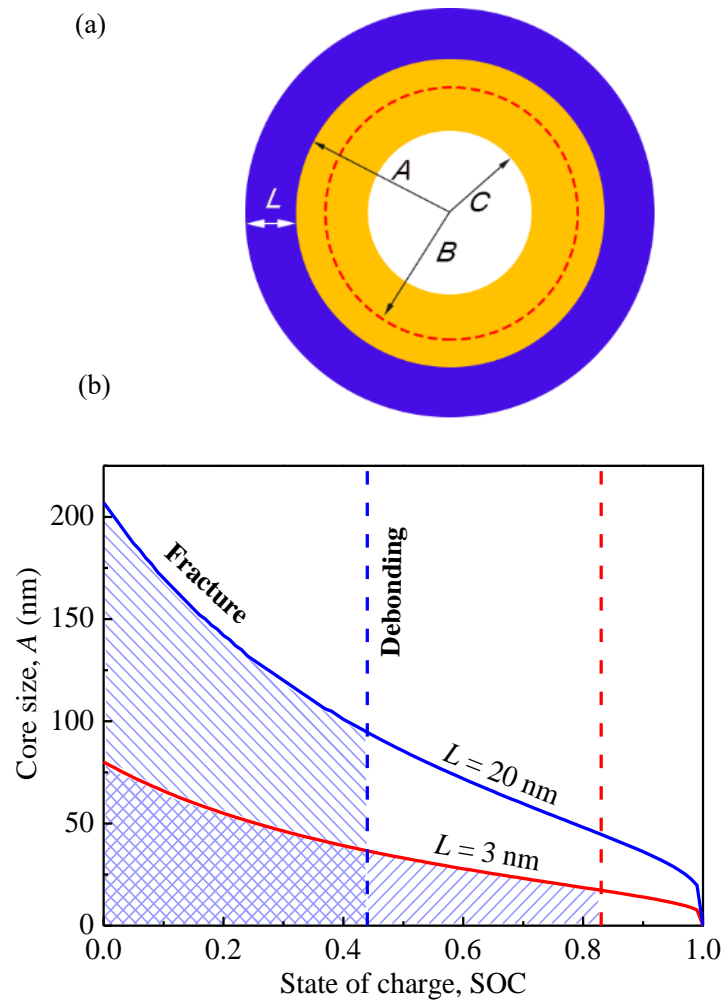 (a)
A
C
L
B
(b)
200
150
100
50
0
Core size, A (nm)
Fracture
Debonding
L = 20 nm
L = 3 nm
0.0 0.2 0.4 0.6 0.8 1.0
State of charge, SOC